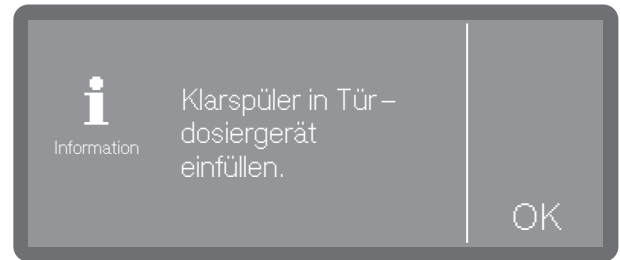 Information
Klarspüler in Tür–
dosiergerät
einfüllen.
OK